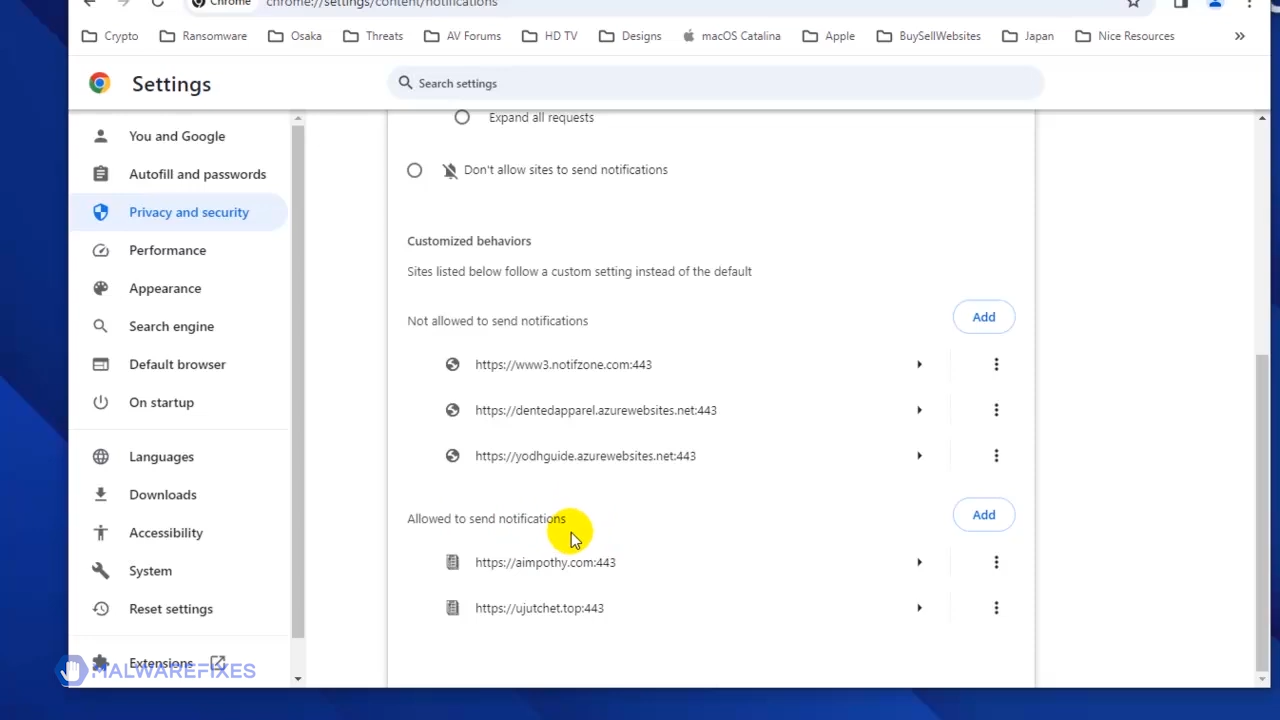 Chrome
chrome://settings/content/notifications
Crypto
Ransomware
Osaka
Threats
AV Forums
HD TV
Designs
macOS Catalina
Apple
BuySellWebsites
Japan
Nice Resources
»
Settings
Search settings
You and Google
Autofill and passwords
Privacy and security
Performance
Appearance
Search engine
Default browser
On startup
Languages
Downloads
Accessibility
System
Reset settings
Extensions
Expand all requests
Don't allow sites to send notifications
Customized behaviors
Sites listed below follow a custom setting instead of the default
Not allowed to send notifications
Add
https://www3.notifzone.com:443
https://dentedapparel.azurewebsites.net:443
https://yodhguide.azurewebsites.net:443
Allowed to send notifications
Add
https://aimpothy.com:443
https://ujutchet.top:443
MALWAREFIXES